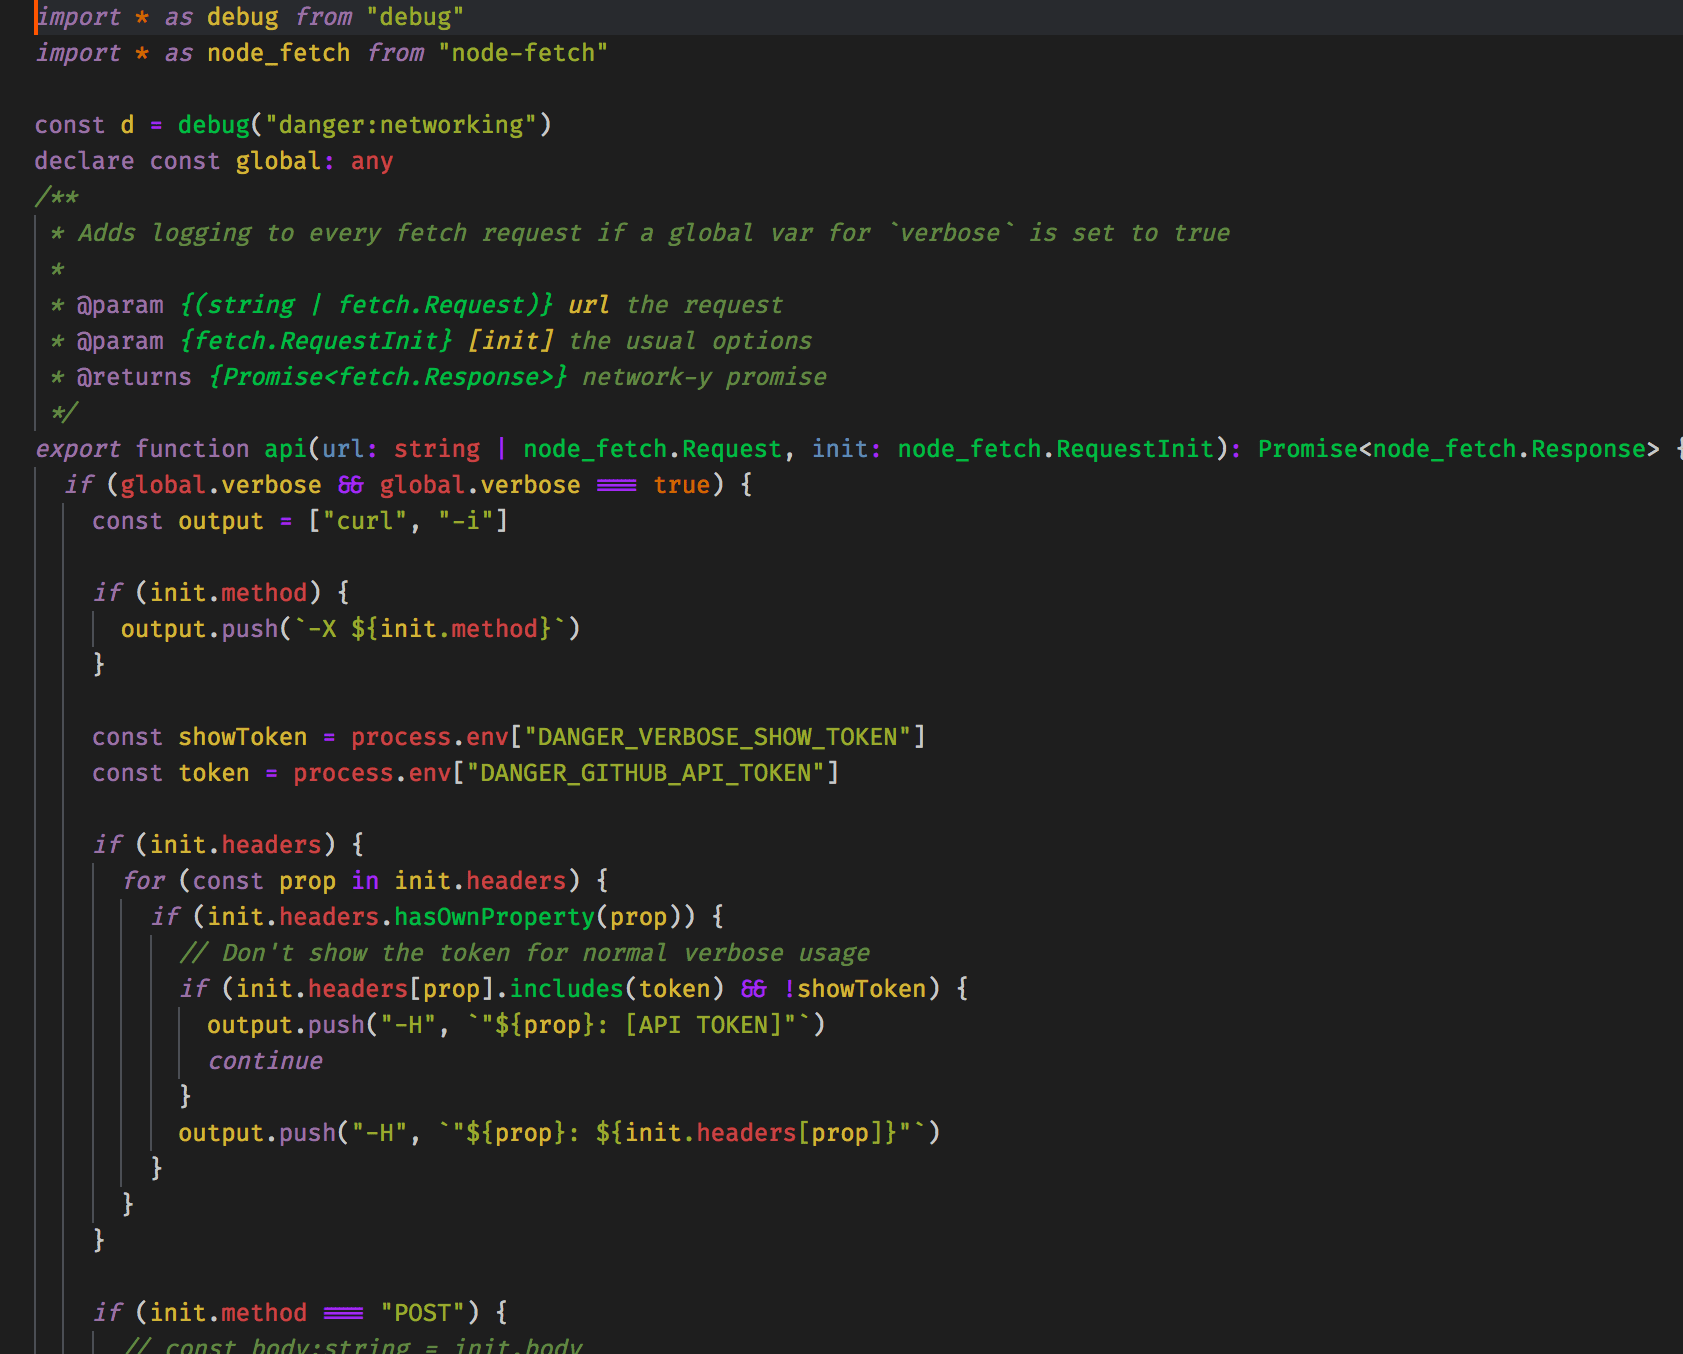 import * as debug from "debug"
import * as node_fetch from "node-fetch"

const d = debug("danger:networking")
declare const global: any
/**
 * Adds logging to every fetch request if a global var for `verbose` is set to true
 *
 * @param {(string | fetch.Request)} url the request
 * @param {fetch.RequestInit} [init] the usual options
 * @returns {Promise<fetch.Response>} network-y promise
 */
export function api(url: string | node_fetch.Request, init: node_fetch.RequestInit): Promise<node_fetch.Response> {
  if (global.verbose && global.verbose === true) {
    const output = ["curl", "-i"]

    if (init.method) {
      output.push(`-X ${init.method}`)
    }

    const showToken = process.env["DANGER_VERBOSE_SHOW_TOKEN"]
    const token = process.env["DANGER_GITHUB_API_TOKEN"]

    if (init.headers) {
      for (const prop in init.headers) {
        if (init.headers.hasOwnProperty(prop)) {
          // Don't show the token for normal verbose usage
          if (init.headers[prop].includes(token) && !showToken) {
            output.push("-H", `"${prop}: [API TOKEN]"`)
            continue
          }
          output.push("-H", `"${prop}: ${init.headers[prop]}"`)
        }
      }
    }

    if (init.method === "POST") {
      // const body:string = init.body